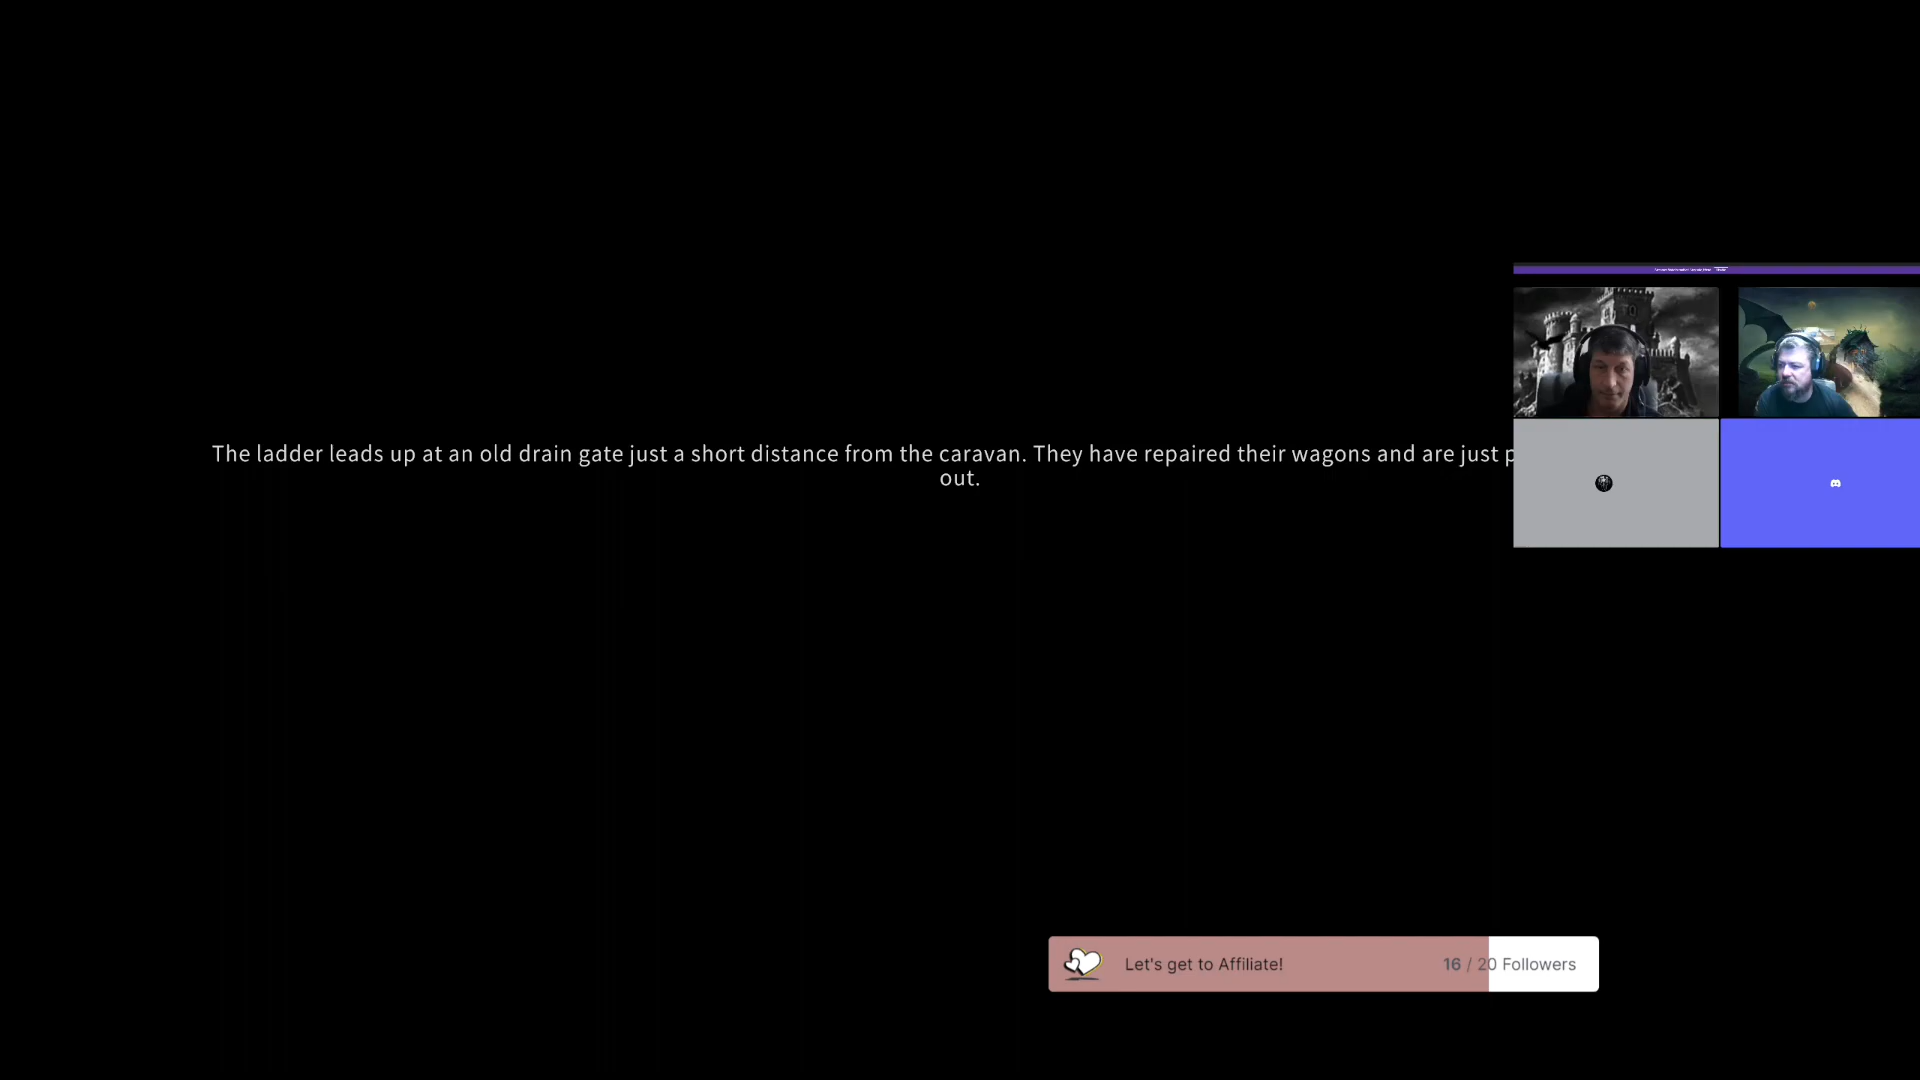 The ladder leads up at an old drain gate just a short distance from the caravan. They have repaired their wagons and are just
out.
Let's get to Affiliate!
16 / 20 Followers